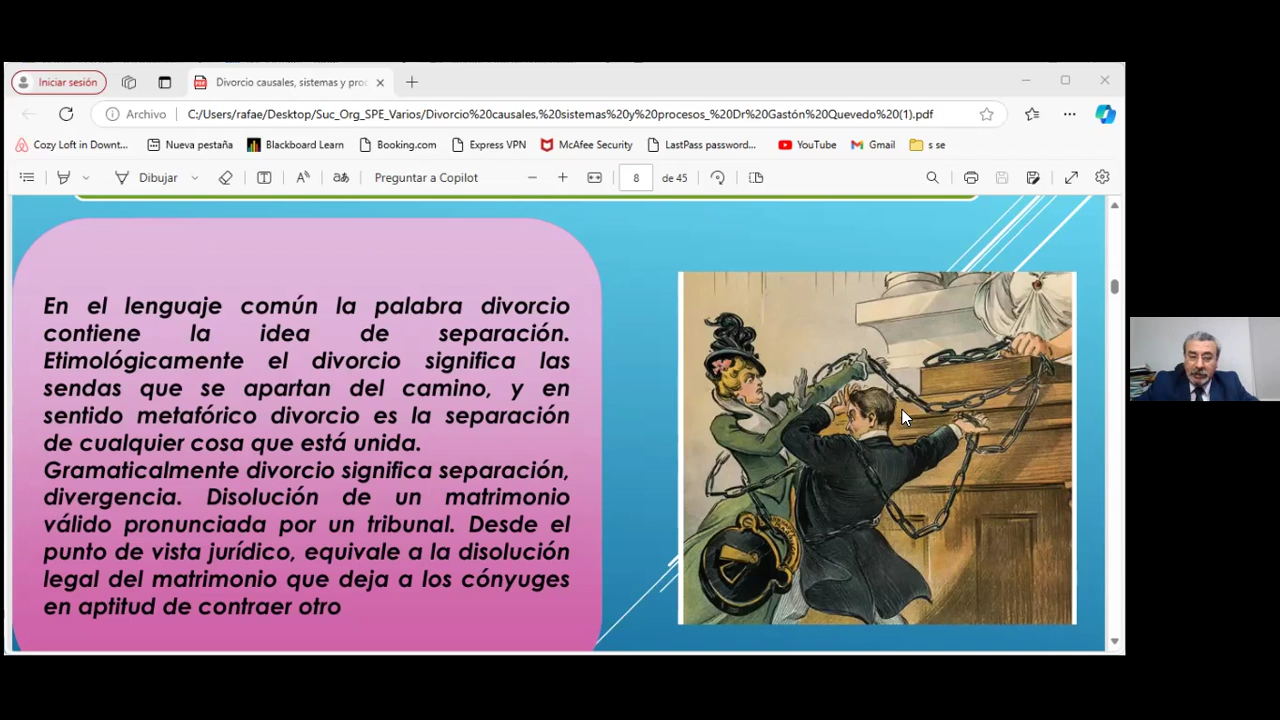 Iniciar sesión
Divorcio causales, sistemas y proc
Archivo
C:/Users/rafae/Desktop/Suc_Org_SPE_Varios/Divorcio%20causales,%20sistemas%20y%20procesos_%20Dr%20Gastón%20Quevedo%20(1).pdf
Cozy Loft in Downt... Nueva pestaña Blackboard Learn Booking.com Express VPN McAfee Security LastPass password... YouTube Gmail s se
Dibujar Preguntar a Copilot 8 de 45
En el lenguaje común la palabra divorcio
contiene la idea de separación.
Etimológicamente el divorcio significa las
sendas que se apartan del camino, y en
sentido metafórico divorcio es la separación
de cualquier cosa que está unida.
Gramaticalmente divorcio significa separación,
divergencia. Disolución de un matrimonio
válido pronunciada por un tribunal. Desde el
punto de vista jurídico, equivale a la disolución
legal del matrimonio que deja a los cónyuges
en aptitud de contraer otro